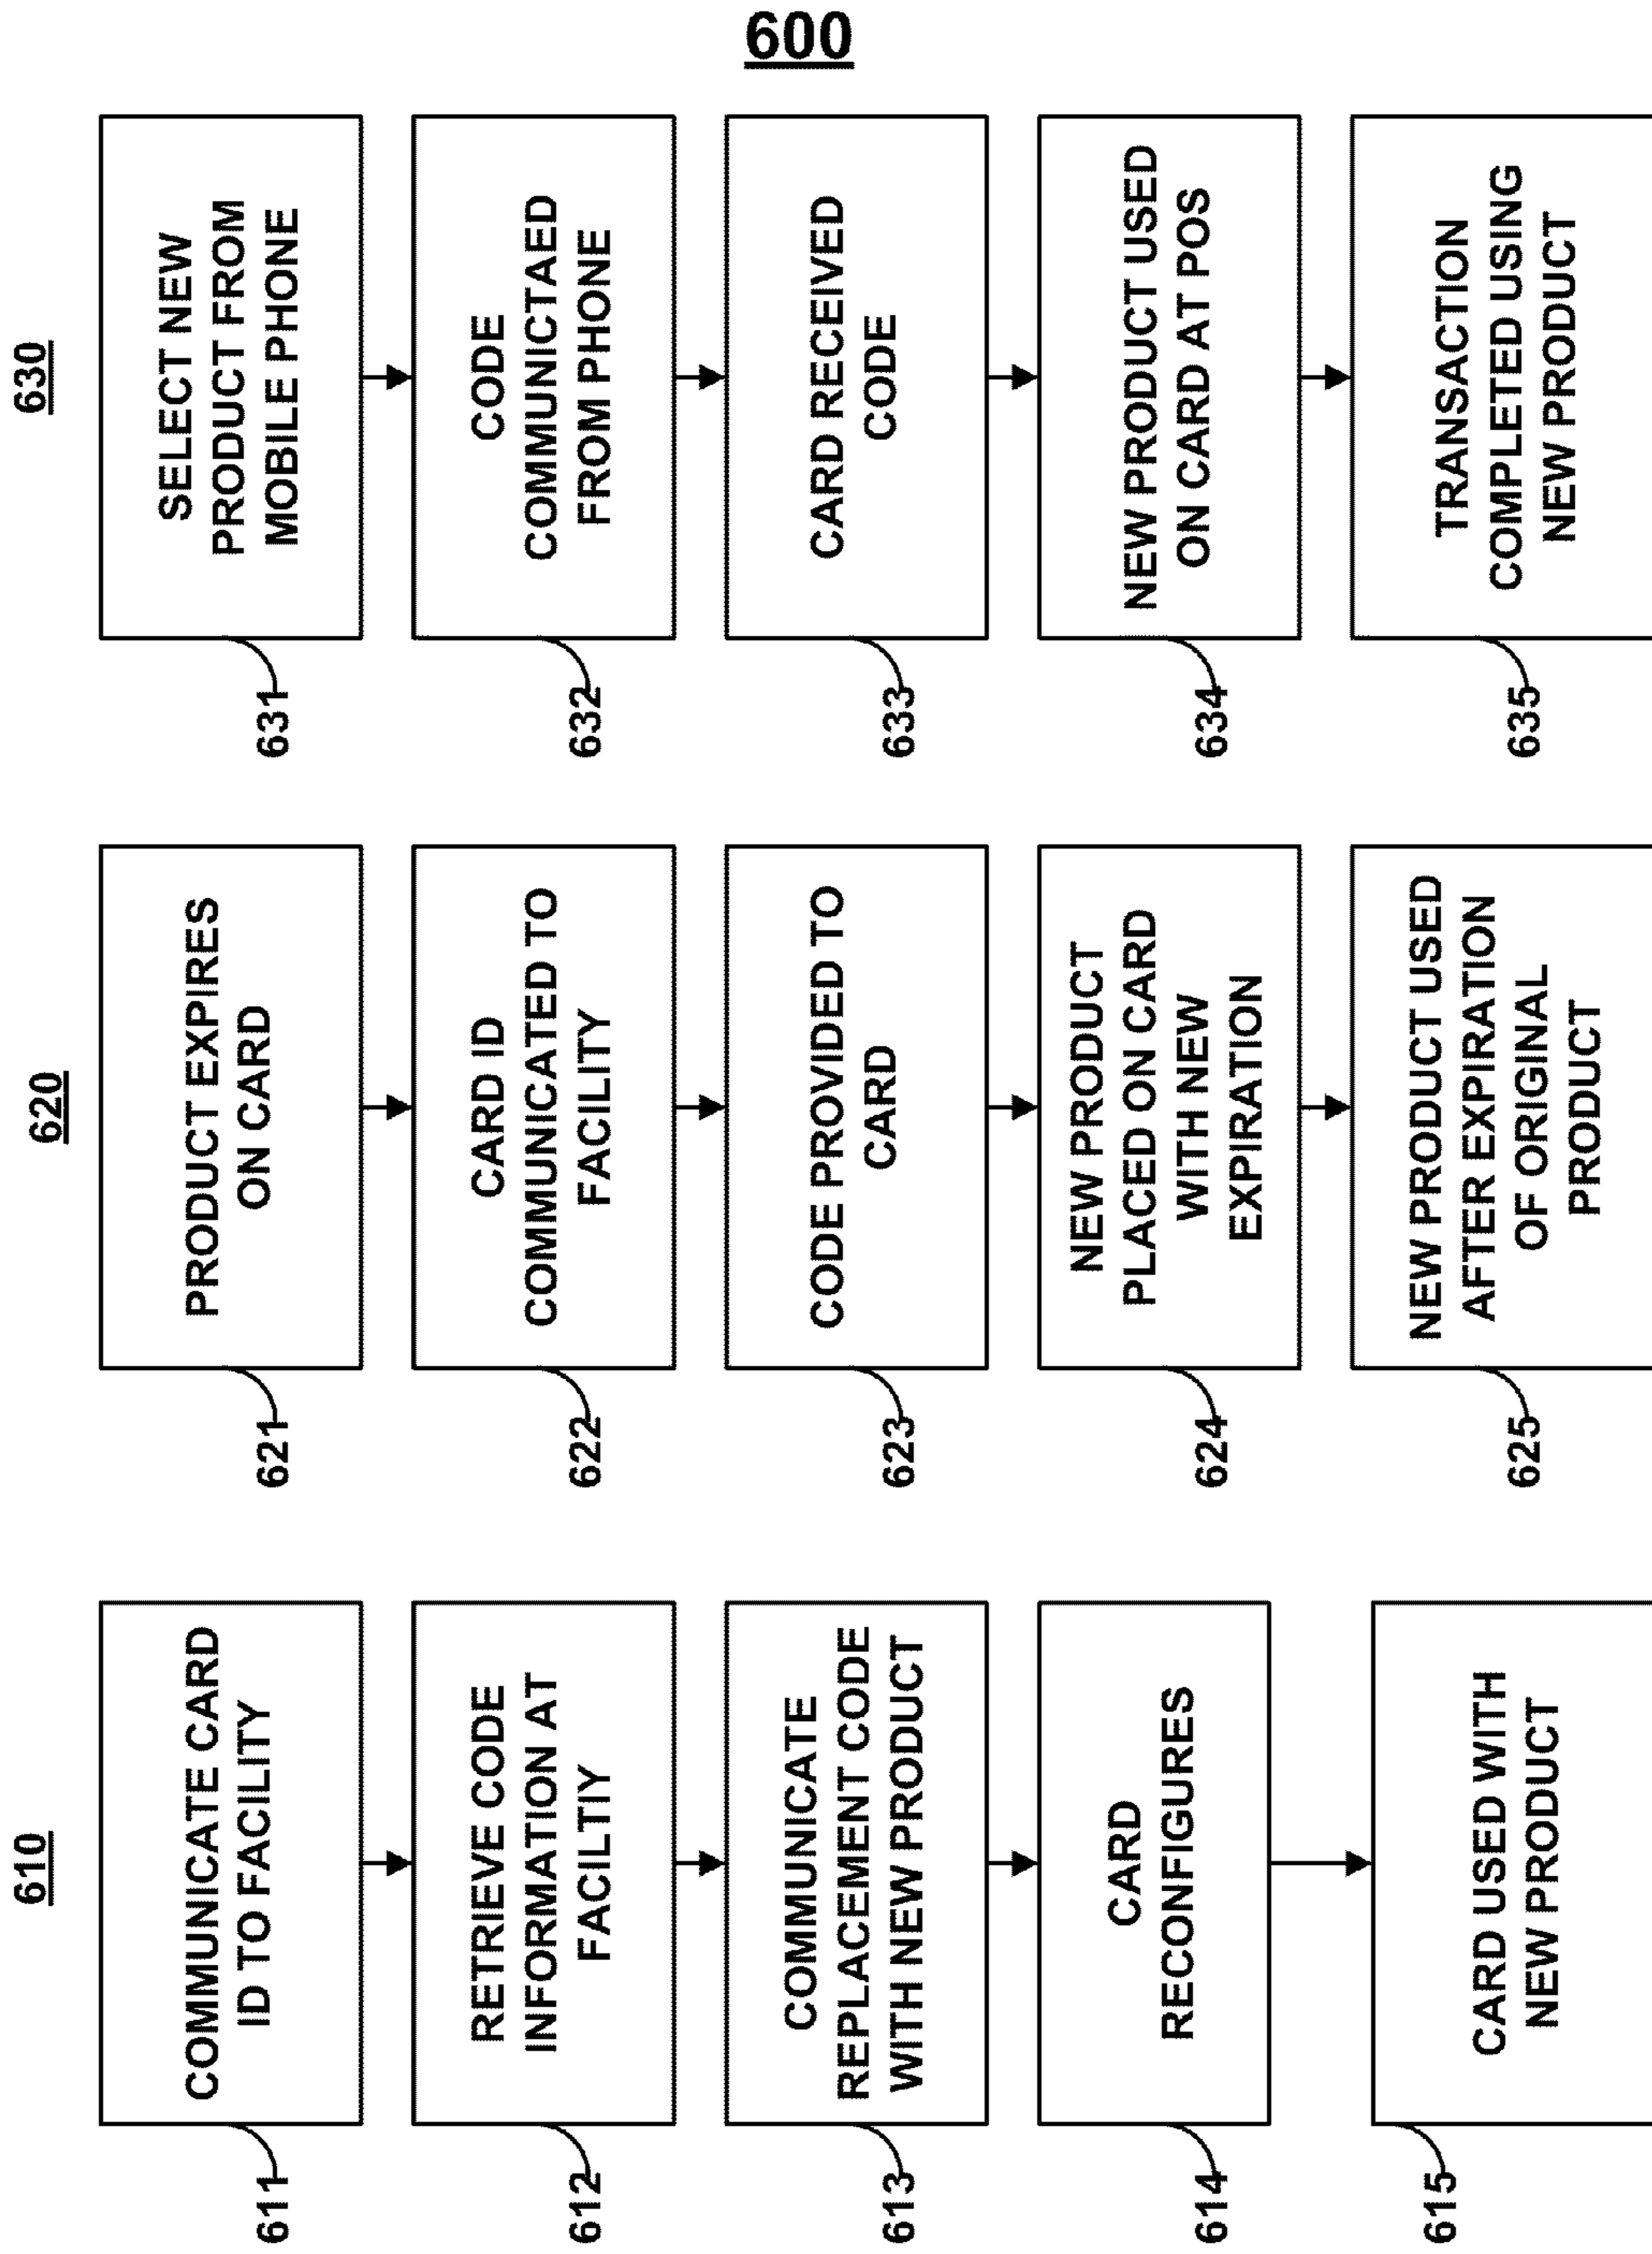 600
610
611
COMMUNICATE CARD
ID TO FACILITY
612
RETRIEVE CODE
INFORMATION AT
FACILTIY
613
COMMUNICATE
REPLACEMENT CODE
WITH NEW PRODUCT
614
CARD
RECONFIGURES
615
CARD USED WITH
NEW PRODUCT
620
621
PRODUCT EXPIRES
ON CARD
622
CARD ID
COMMUNICATED TO
FACILITY
623
CODE PROVIDED TO
CARD
624
NEW PRODUCT
PLACED ON CARD
WITH NEW
EXPIRATION
625
NEW PRODUCT USED
AFTER EXPIRATION
OF ORIGINAL
PRODUCT
630
631
SELECT NEW
PRODUCT FROM
MOBILE PHONE
632
CODE
COMMUNICTAED
FROM PHONE
633
CARD RECEIVED
CODE
634
NEW PRODUCT USED
ON CARD AT POS
635
TRANSACTION
COMPLETED USING
NEW PRODUCT